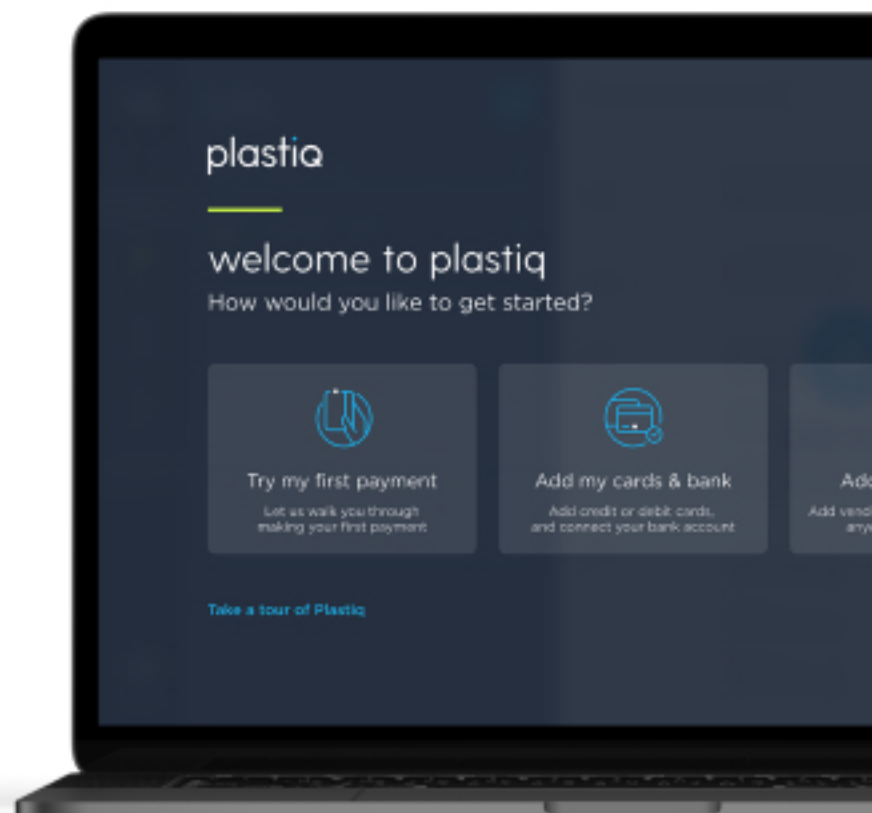 plastiq
welcome to plastiq
How would you like to get started?
Try my first payment
Let us walk you through
making your first payment
Add my cards & bank
Add credit or debit cards,
and connect your bank account
Add vend
Take a tour of Plastiq